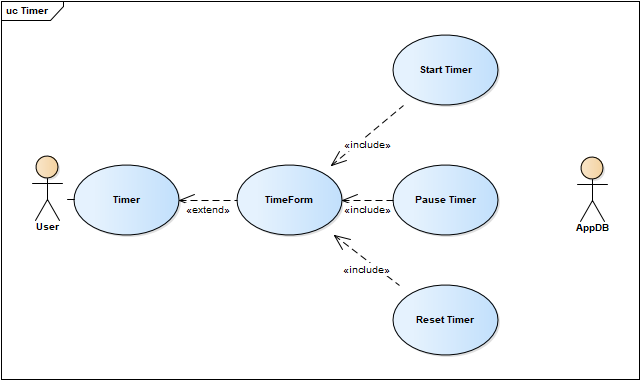 uc Timer
Start Timer
«include»
User
Timer
«extend»
TimeForm
«include»
Pause Timer
AppDB
«include»
Reset Timer